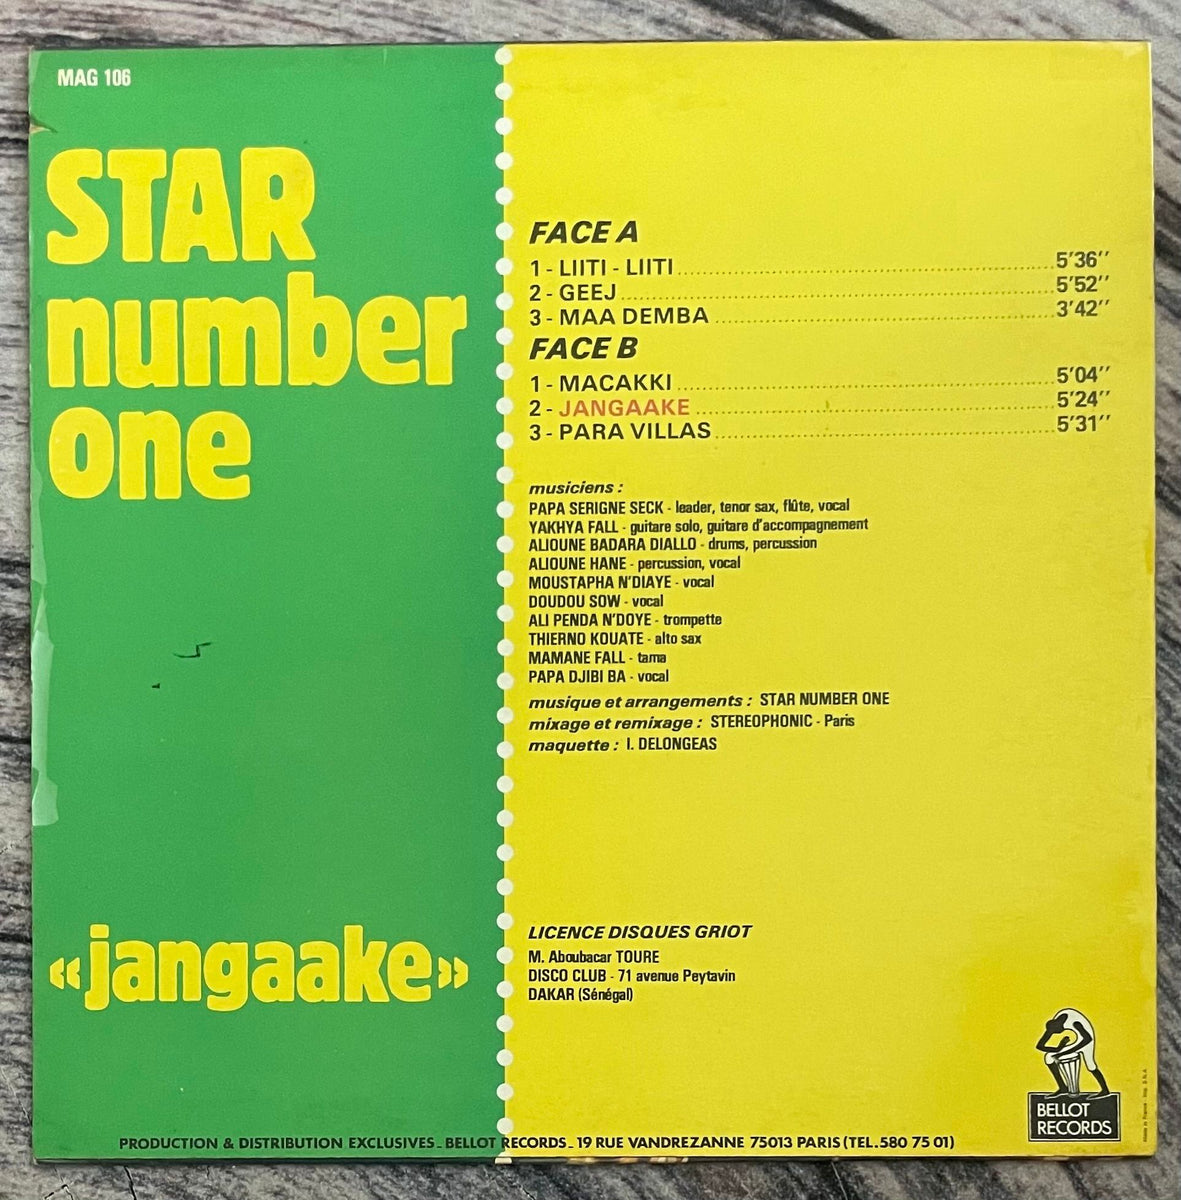 MAG 106
STAR
number
one
«jangaake»
FACE A
1 - LIITI - LIITI ........ 5'36''
2 - GEEJ ........ 5'52''
3 - MAA DEMBA ........ 3'42''
FACE B
1 - MACAKKI ........ 5'04''
2 - JANGAAKE ........ 5'24''
3 - PARA VILLAS ........ 5'31''
musiciens :
PAPA SERIGNE SECK - leader, tenor sax, flûte, vocal
YAKHYA FALL - guitare solo, guitare d'accompagnement
ALIOUNE BADARA DIALLO - drums, percussion
ALIOUNE HANE - percussion, vocal
MOUSTAPHA N'DIAYE - vocal
DOUDOU SOW - vocal
ALI PENDA N'DOYE - trompette
THIERNO KOUATE - alto sax
MAMANE FALL - tama
PAPA DJIBI BA - vocal
musique et arrangements : STAR NUMBER ONE
mixage et remixage : STEREOPHONIC - Paris
maquette : I. DELONGEAS
LICENCE DISQUES GRIOT
M. Aboubacar TOURE
DISCO CLUB - 71 avenue Peytavin
DAKAR (Sénégal)
BELLOT
RECORDS
Made in France - Imp. S.N.A.
PRODUCTION & DISTRIBUTION EXCLUSIVES_ BELLOT RECORDS_ 19 RUE VANDREZANNE 75013 PARIS (TEL.580 75 01)